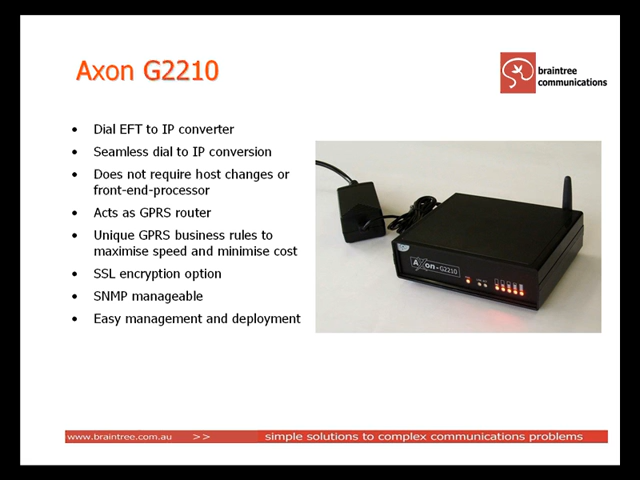 Axon G2210
braintree
communications
Dial EFT to IP converter
Seamless dial to IP conversion
Does not require host changes or
front-end-processor
Acts as GPRS router
Unique GPRS business rules to
maximise speed and minimise cost
SSL encryption option
SNMP manageable
Easy management and deployment
Axon - G2210
www.braintree.com.au >> simple solutions to complex communications problems